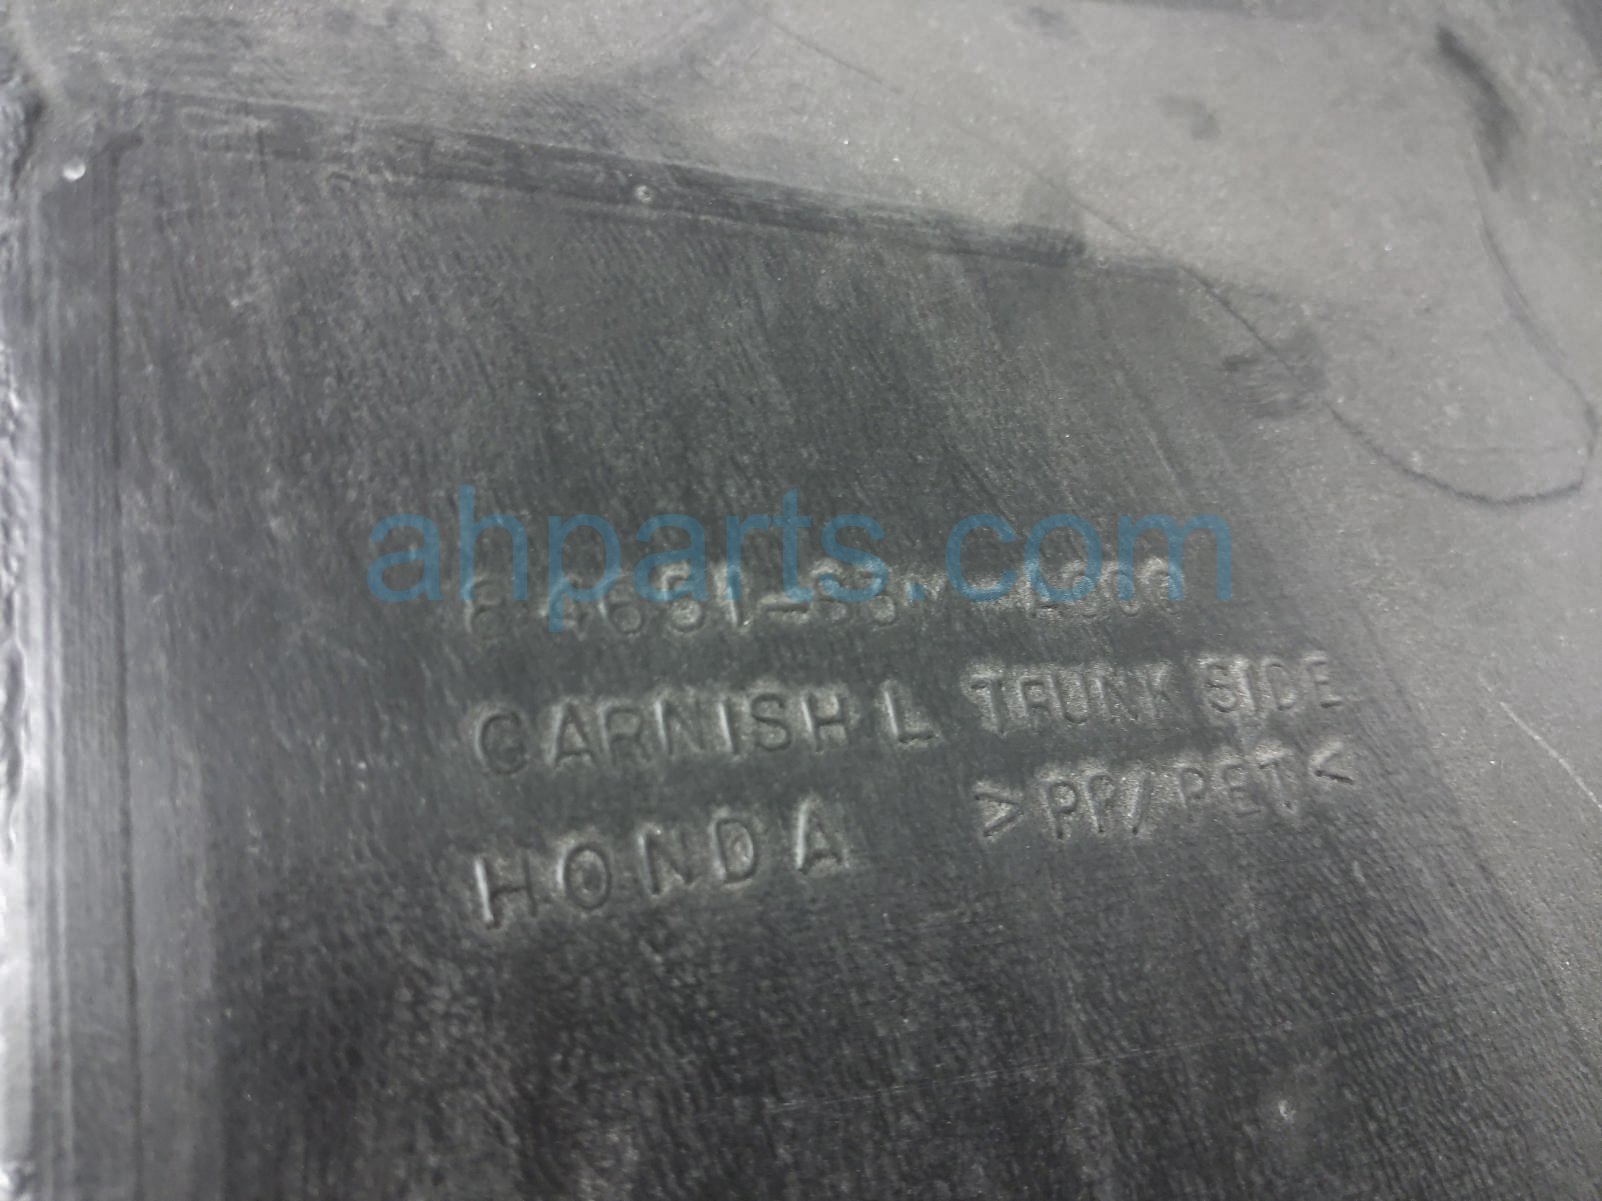 ahparts.com
GARNISH L TRUNK SIDE
HONDA >PP/PET<